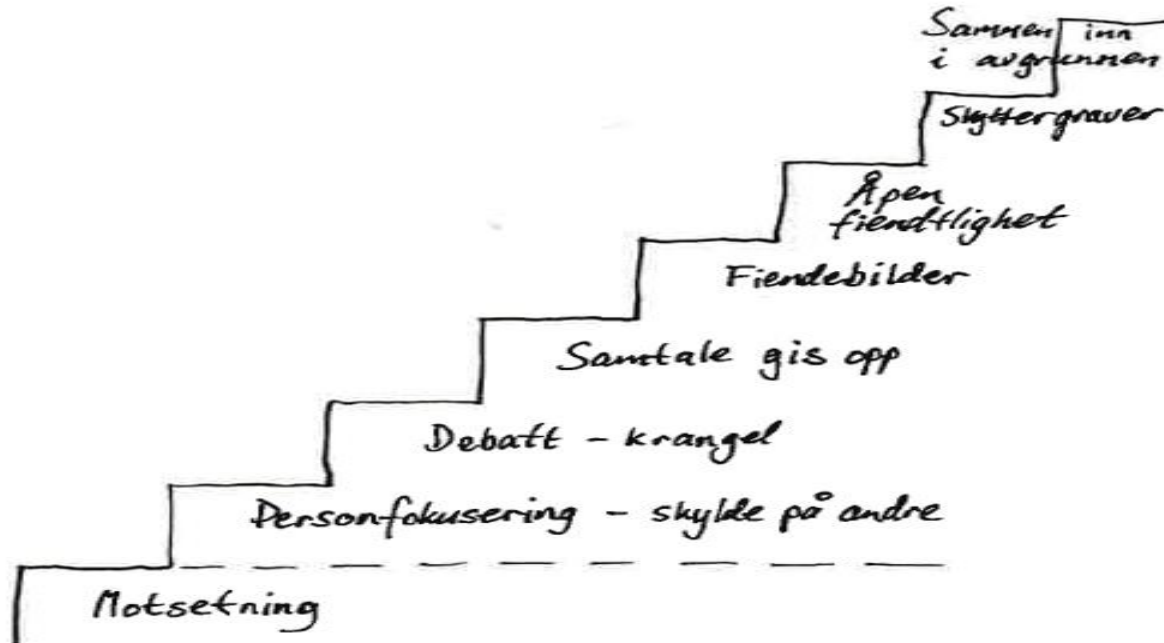 Sammen inn
i avgrunnen
Skyttergraver
Åpen
fiendtlighet
Fiendebilder
Samtale gis opp
Debatt - krangel
Personfokusering - skylde på andre
Motsetning